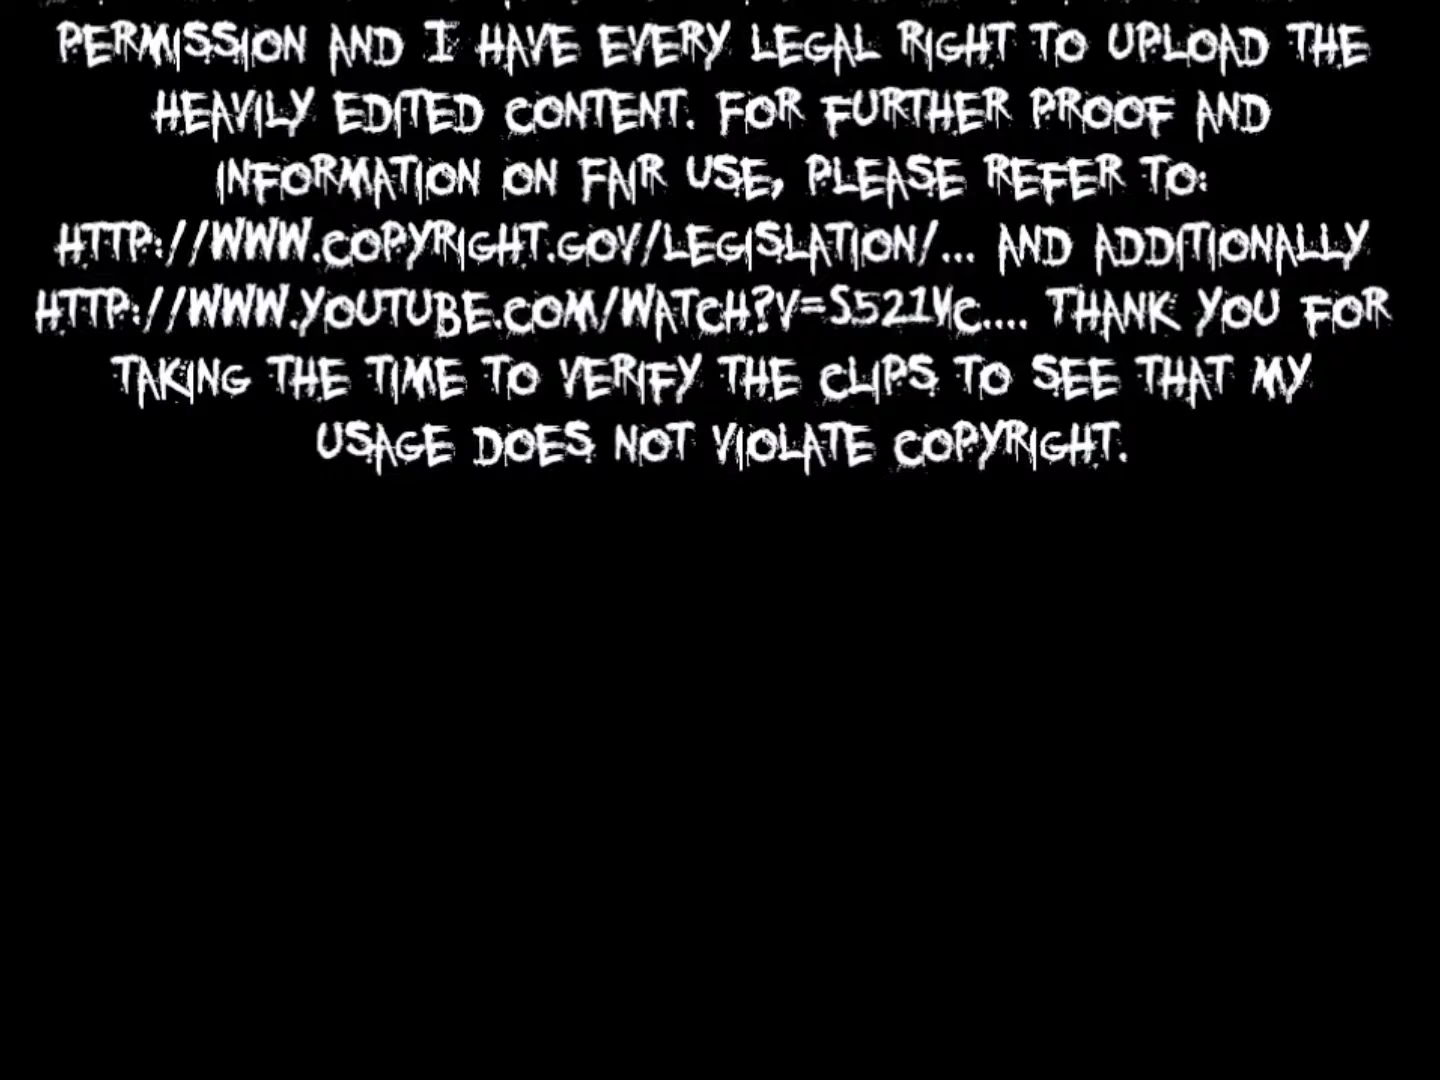 PERMISSION AND I HAVE EVERY LEGAL RIGHT TO UPLOAD THE
HEAVILY EDITED CONTENT. FOR FURTHER PROOF AND
INFORMATION ON FAIR USE, PLEASE REFER TO:
HTTP://WWW.COPYRIGHT.GOV/LEGISLATION/... AND ADDITIONALLY
HTTP://WWW.YOUTUBE.COM/WATCH?V=S521VC.... THANK YOU FOR
TAKING THE TIME TO VERIFY THE CLIPS TO SEE THAT MY
USAGE DOES NOT VIOLATE COPYRIGHT.